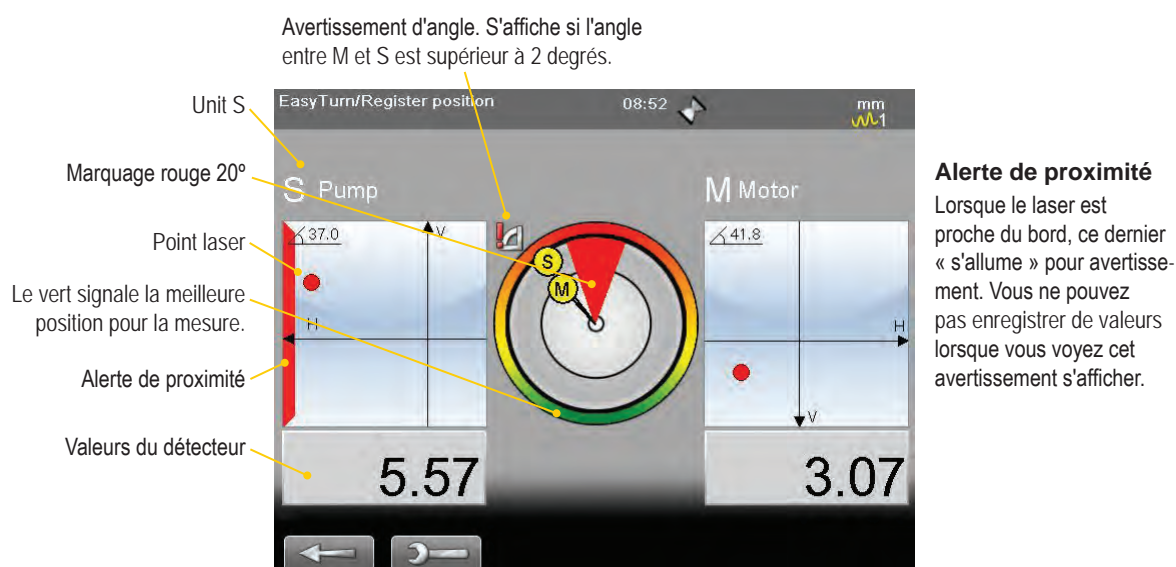 Avertissement d'angle. S'affiche si l'angle
entre M et S est supérieur à 2 degrés.
Unit S
Marquage rouge 20º
Point laser
Le vert signale la meilleure
position pour la mesure.
Alerte de proximité
Valeurs du détecteur
EasyTurn/Register position
08:52
mm
1
S Pump
M Motor
37.0
V
H
S
M
41.8
H
V
5.57
3.07
Alerte de proximité
Lorsque le laser est
proche du bord, ce dernier
« s'allume » pour avertisse-
ment. Vous ne pouvez
pas enregistrer de valeurs
lorsque vous voyez cet
avertissement s'afficher.